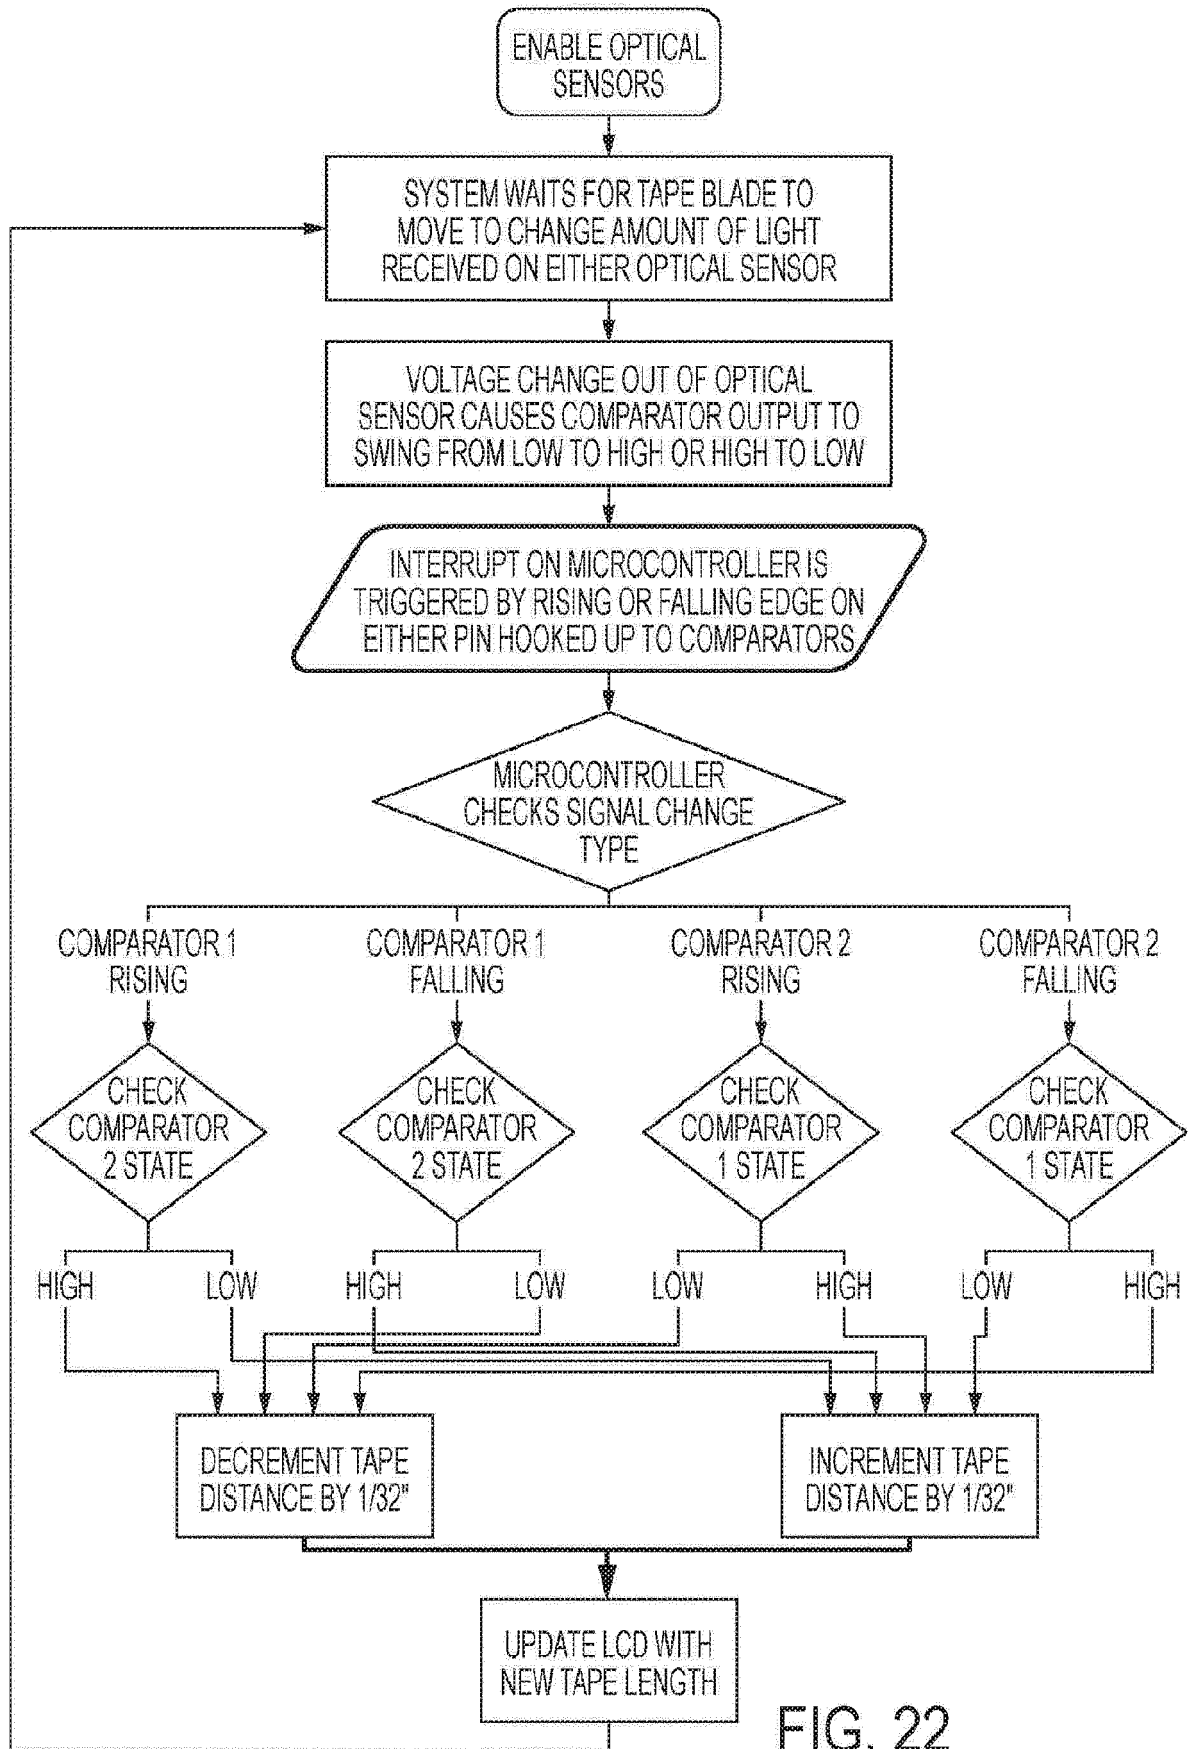 ENABLE OPTICAL
SENSORS
SYSTEM WAITS FOR TAPE BLADE TO
MOVE TO CHANGE AMOUNT OF LIGHT
RECEIVED ON EITHER OPTICAL SENSOR
VOLTAGE CHANGE OUT OF OPTICAL
SENSOR CAUSES COMPARATOR OUTPUT TO
SWING FROM LOW TO HIGH OR HIGH TO LOW
INTERRUPT ON MICROCONTROLLER IS
TRIGGERED BY RISING OR FALLING EDGE ON
EITHER PIN HOOKED UP TO COMPARATORS
MICROCONTROLLER
CHECKS SIGNAL CHANGE
TYPE
COMPARATOR 1
RISING
COMPARATOR 1
FALLING
COMPARATOR 2
RISING
COMPARATOR 2
FALLING
CHECK
COMPARATOR
2 STATE
CHECK
COMPARATOR
2 STATE
CHECK
COMPARATOR
1 STATE
CHECK
COMPARATOR
1 STATE
HIGH
LOW
HIGH
LOW
LOW
HIGH
LOW
HIGH
DECREMENT TAPE
DISTANCE BY 1/32"
INCREMENT TAPE
DISTANCE BY 1/32"
UPDATE LCD WITH
NEW TAPE LENGTH
FIG. 22